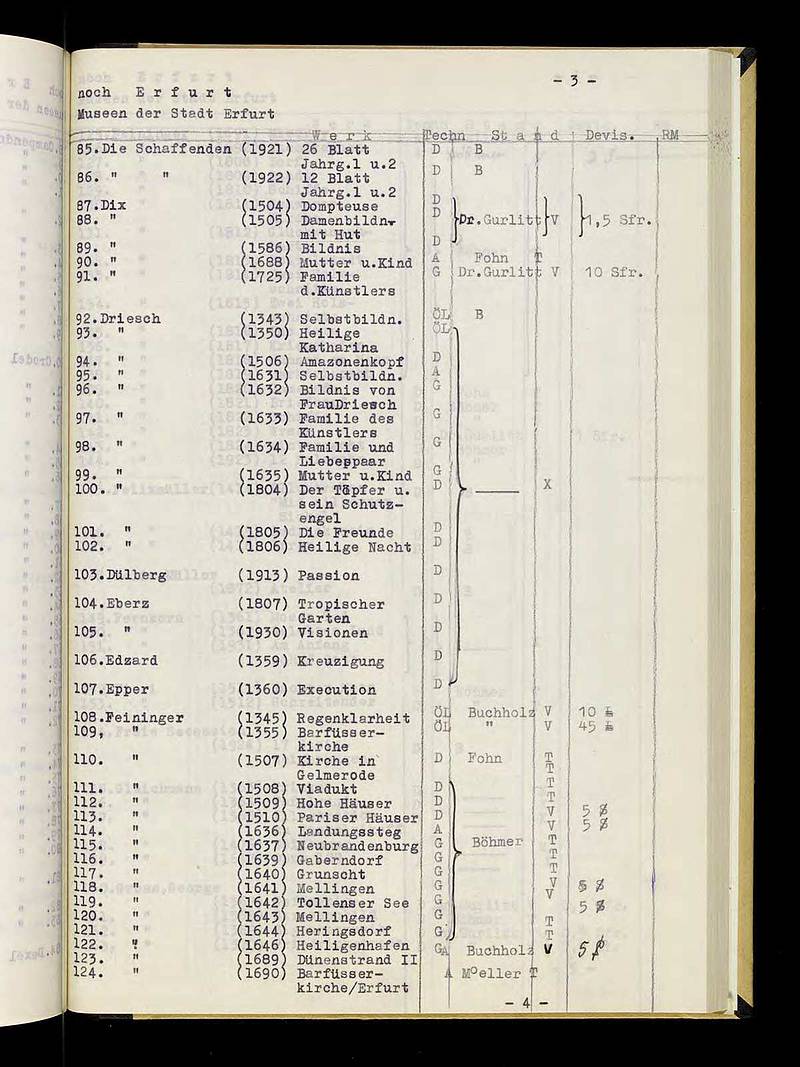 - 3 -
noch E r f u r t
Museen der Stadt Erfurt
W e r k Techn S t a n d Devis. RM
85.Die Schaffenden (1921) 26 Blatt D B
Jahrg.1 u.2
86. " " (1922) 12 Blatt D B
Jahrg.1 u.2
87.Dix (1504) Dompteuse D
88. " (1505) Damenbildn. D Dr.Gurlitt V 1,5 Sfr.
mit Hut
89. " (1586) Bildnis D
90. " (1688) Mutter u.Kind A Fohn T
91. " (1725) Familie G Dr.Gurlitt V 10 Sfr.
d.Künstlers
92.Driesch (1343) Selbstbildn. ÖL B
93. " (1350) Heilige ÖL
Katharina
94. " (1506) Amazonenkopf D
95. " (1631) Selbstbildn. A
96. " (1632) Bildnis von G
FrauDriesch
97. " (1633) Familie des G
Künstlers
98. " (1634) Familie und G
Liebespaar
99. " (1635) Mutter u.Kind G
100. " (1804) Der Töpfer u. D ——— X
sein Schutz-
engel
101. " (1805) Die Freunde D
102. " (1806) Heilige Nacht D
103.Dülberg (1913) Passion D
104.Eberz (1807) Tropischer D
Garten
105. " (1930) Visionen D
106.Edzard (1359) Kreuzigung D
107.Epper (1360) Execution D
108.Feininger (1345) Regenklarheit ÖL Buchholz V 10 £
109, " (1355) Barfüsser- ÖL " V 45 £
kirche
110. " (1507) Kirche in D Fohn T
Gelmerode T
111. " (1508) Viadukt D T
112. " (1509) Hohe Häuser D T
113. " (1510) Pariser Häuser D V 5 $
114. " (1636) Landungssteg A V 5 $
115. " (1637) Neubrandenburg G Böhmer T
116. " (1639) Gaberndorf G T
117. " (1640) Grunscht G T
118. " (1641) Mellingen G V 5 $
119. " (1642) Tollenser See G V 5 $
120. " (1643) Mellingen G T
121. " (1644) Heringsdorf G T
122. " (1646) Heiligenhafen GA Buchholz V 5 $
123. " (1689) Dünenstrand II
124. " (1690) Barfüsser- A Moeller T
kirche/Erfurt
- 4 -